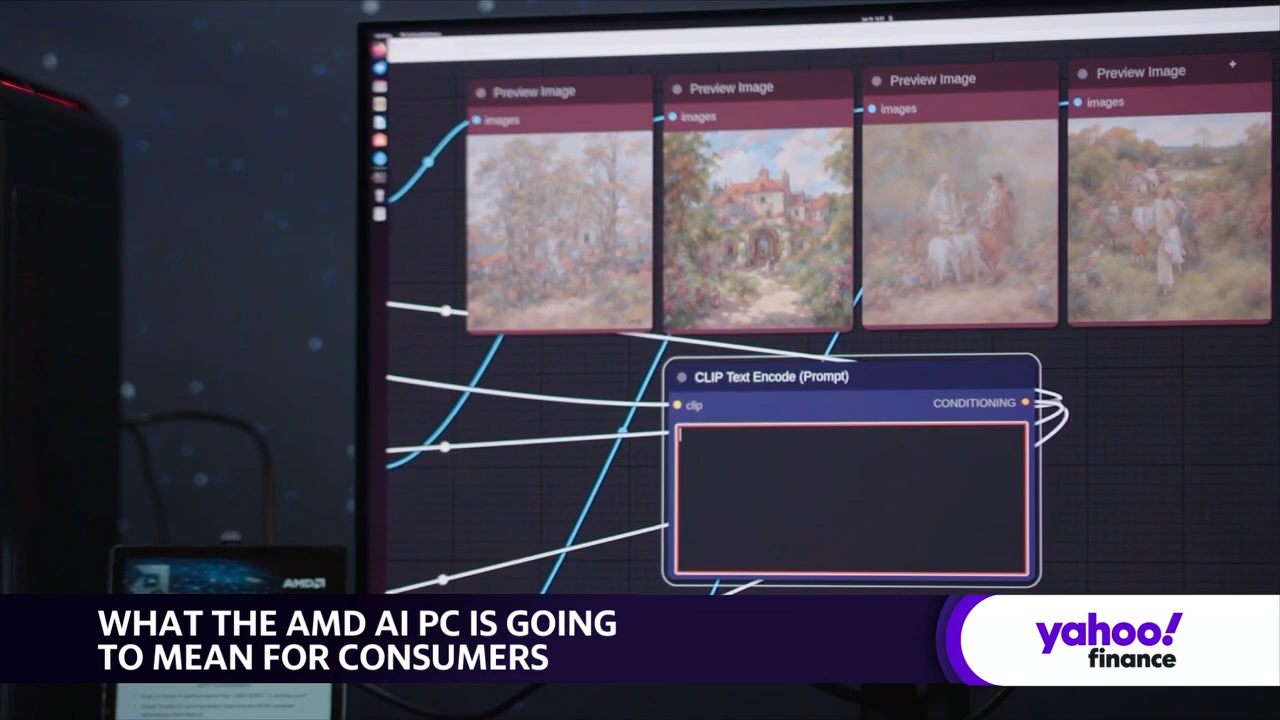 Preview Image
Preview Image
Preview Image
Preview Image
images
images
images
images
CLIP Text Encode (Prompt)
clip
CONDITIONING
AMD
WHAT THE AMD AI PC IS GOING
TO MEAN FOR CONSUMERS
yahoo!
finance